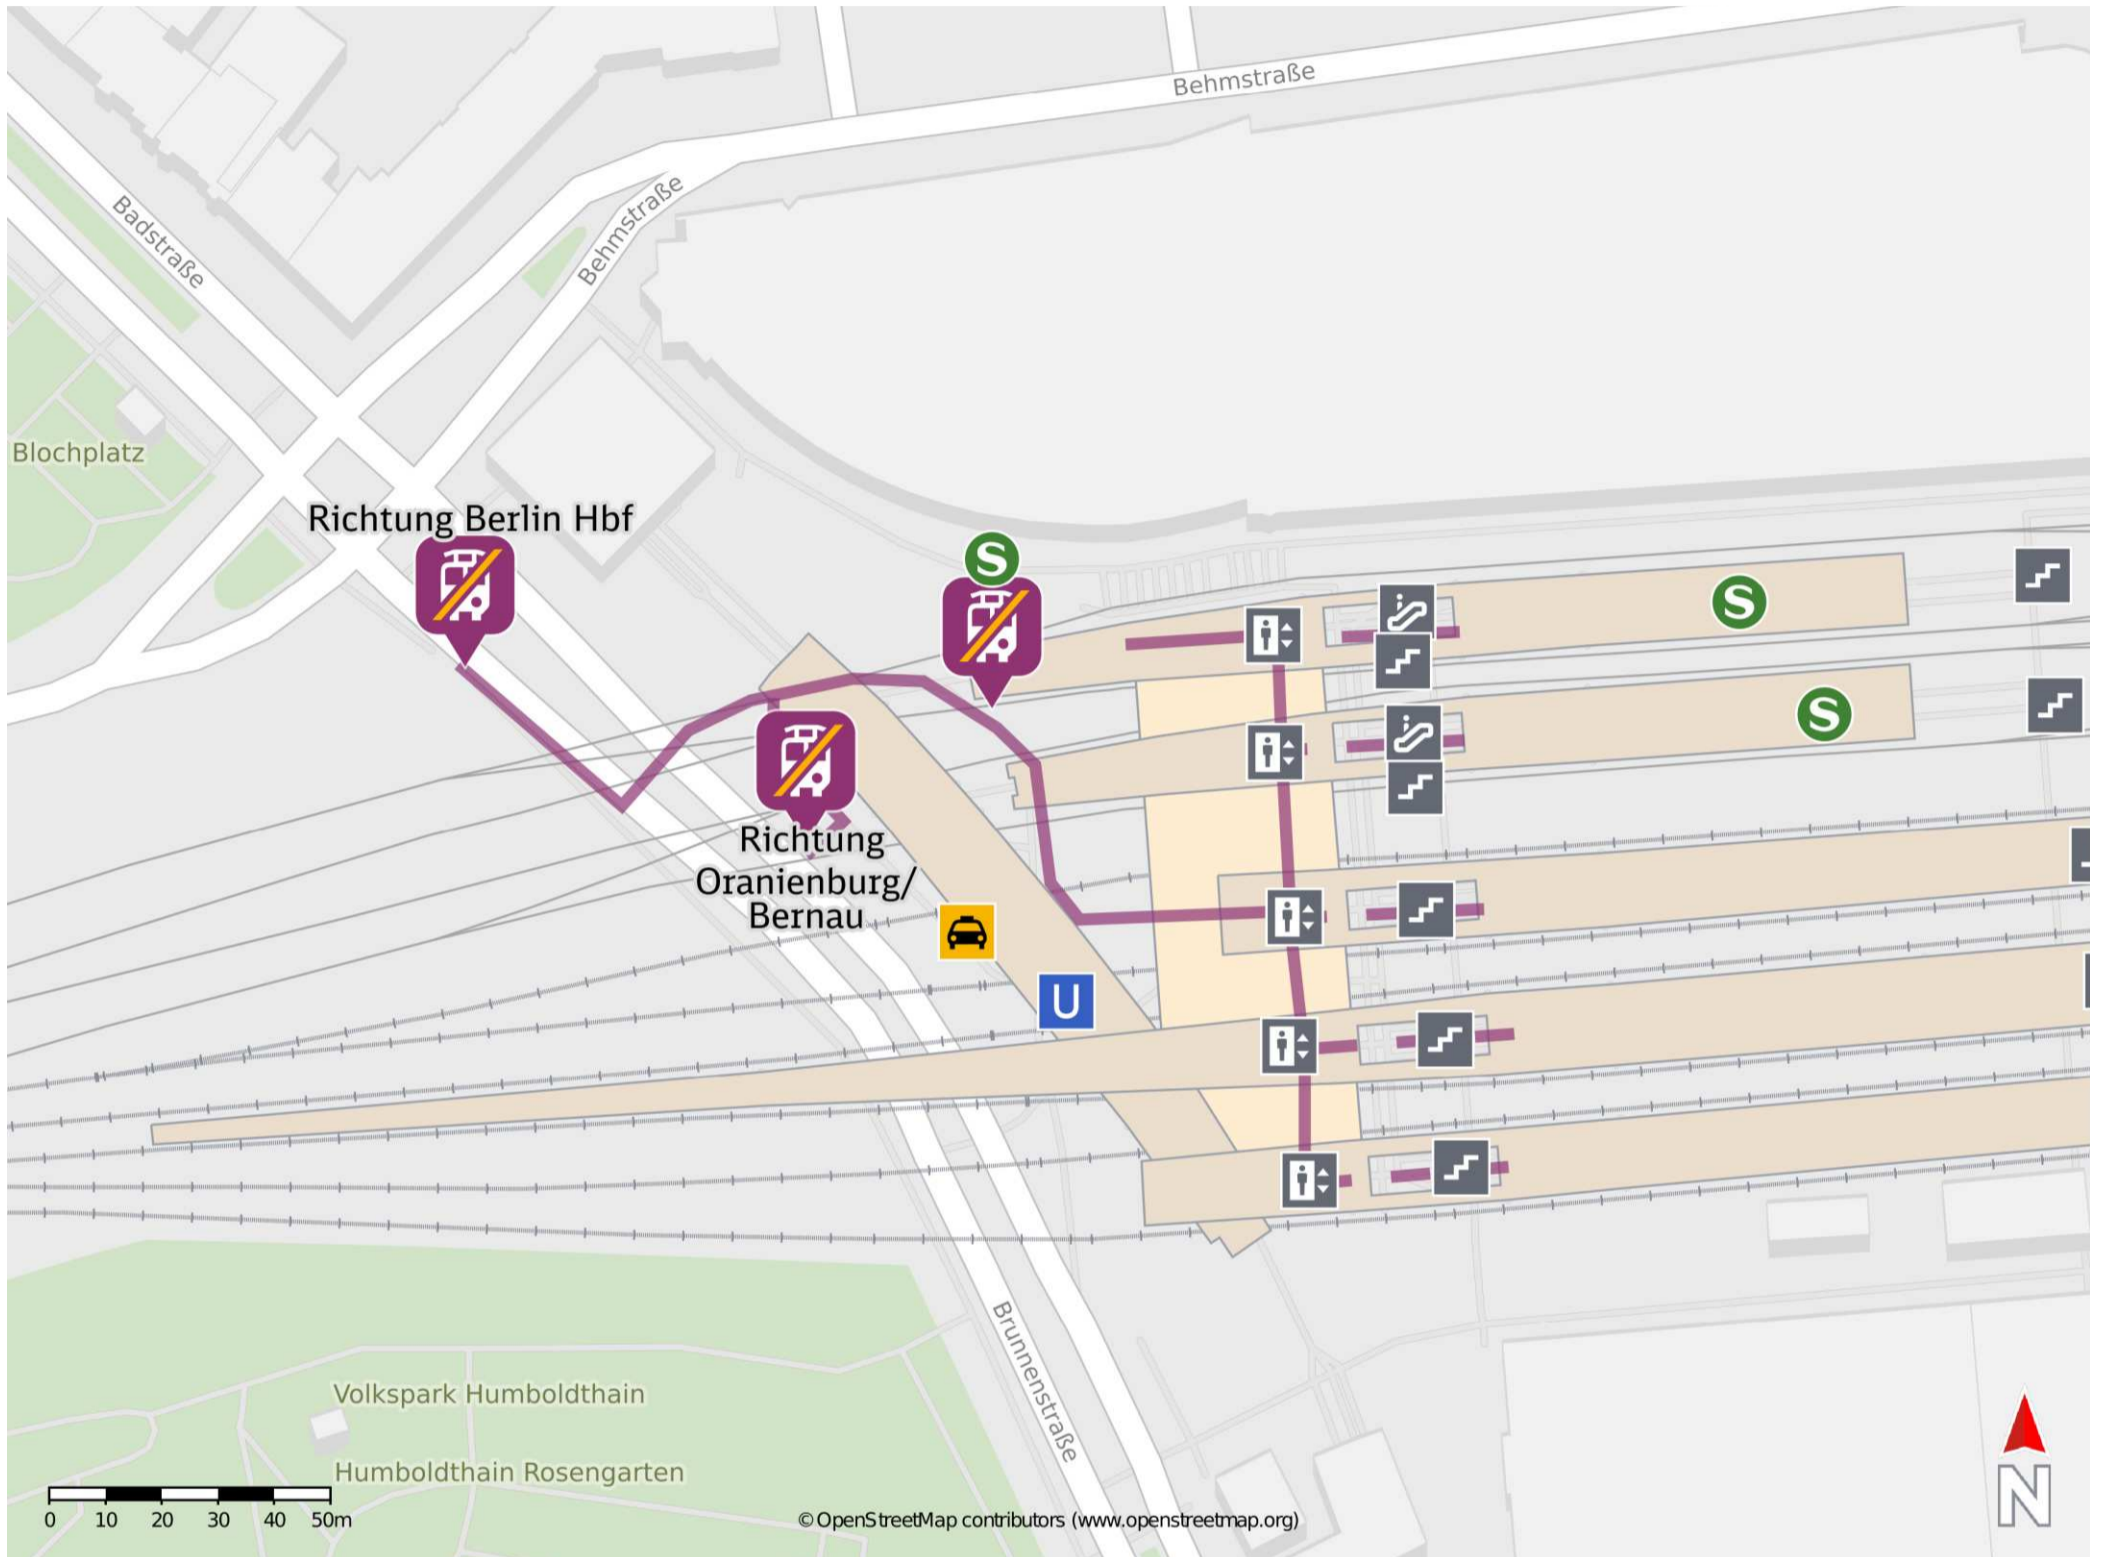 Behmstraße
Behmstraße
Badstraße
Blochplatz
Richtung Berlin Hbf
S
S
S
Richtung
Oranienburg/
Bernau
U
Brunnenstraße
Volkspark Humboldthain
Humboldthain Rosengarten
0 10 20 30 40 50m
© OpenStreetMap contributors (www.openstreetmap.org)
N